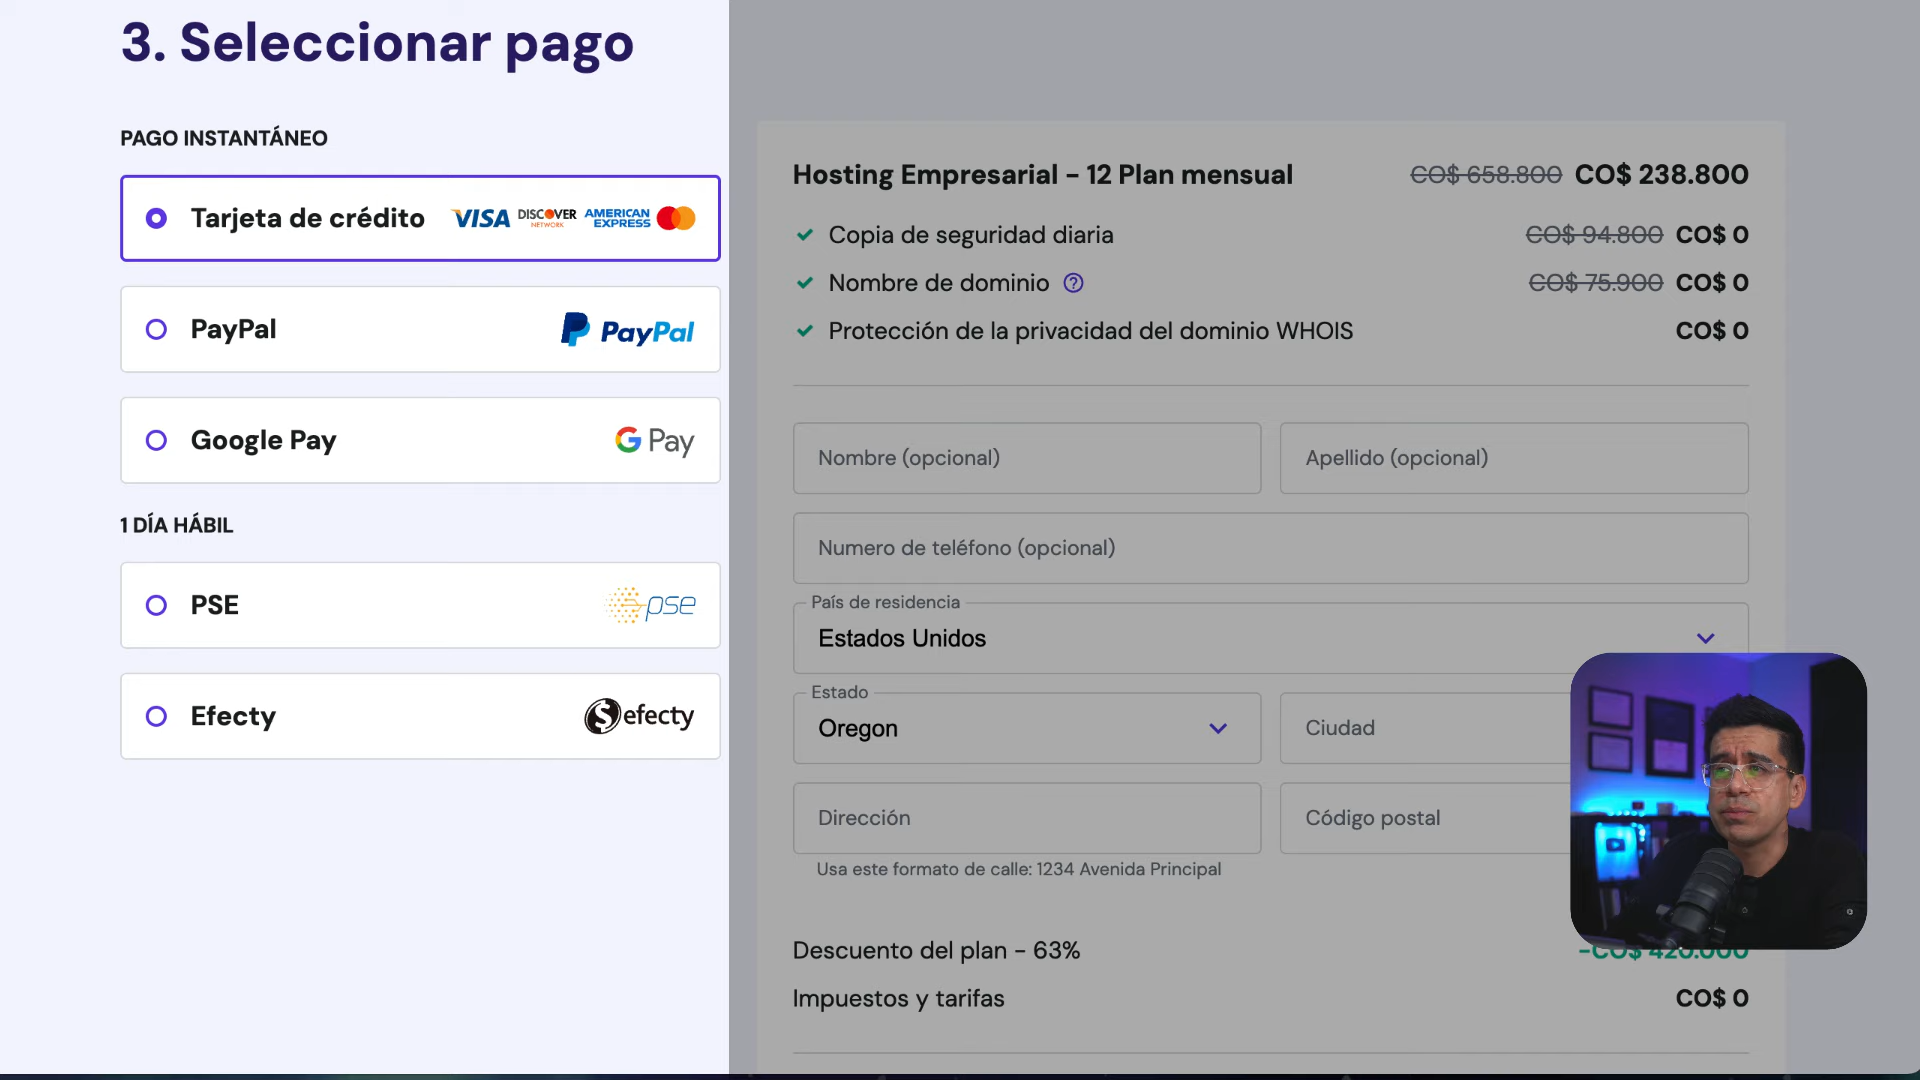 3. Seleccionar pago
PAGO INSTANTÁNEO
Tarjeta de crédito VISA DISCOVER NETWORK AMERICAN EXPRESS
PayPal PayPal
Google Pay G Pay
1 DÍA HÁBIL
PSE pse
Efecty efecty
Hosting Empresarial - 12 Plan mensual CO$ 658.800 CO$ 238.800
Copia de seguridad diaria CO$ 94.800 CO$ 0
Nombre de dominio ? CO$ 75.900 CO$ 0
Protección de la privacidad del dominio WHOIS CO$ 0
Nombre (opcional) Apellido (opcional)
Numero de teléfono (opcional)
País de residencia
Estados Unidos
Estado
Oregon Ciudad
Dirección Código postal
Usa este formato de calle: 1234 Avenida Principal
Descuento del plan - 63% -CO$ 420.000
Impuestos y tarifas CO$ 0